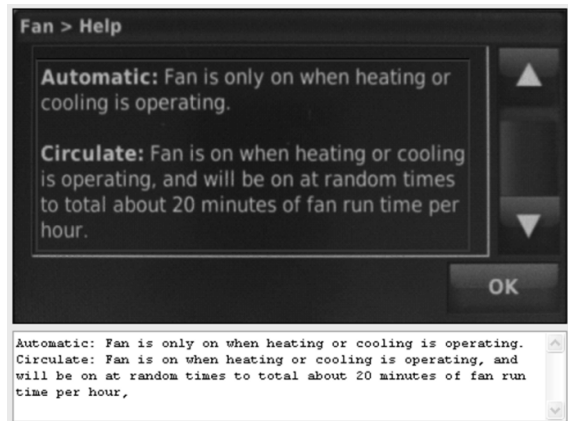 Fan > Help
Automatic: Fan is only on when heating or
cooling is operating.
Circulate: Fan is on when heating or cooling
is operating, and will be on at random times
to total about 20 minutes of fan run time per
hour.
OK
Automatic: Fan is only on when heating or cooling is operating.
Circulate: Fan is on when heating or cooling is operating, and
will be on at random times to total about 20 minutes of fan run
time per hour,